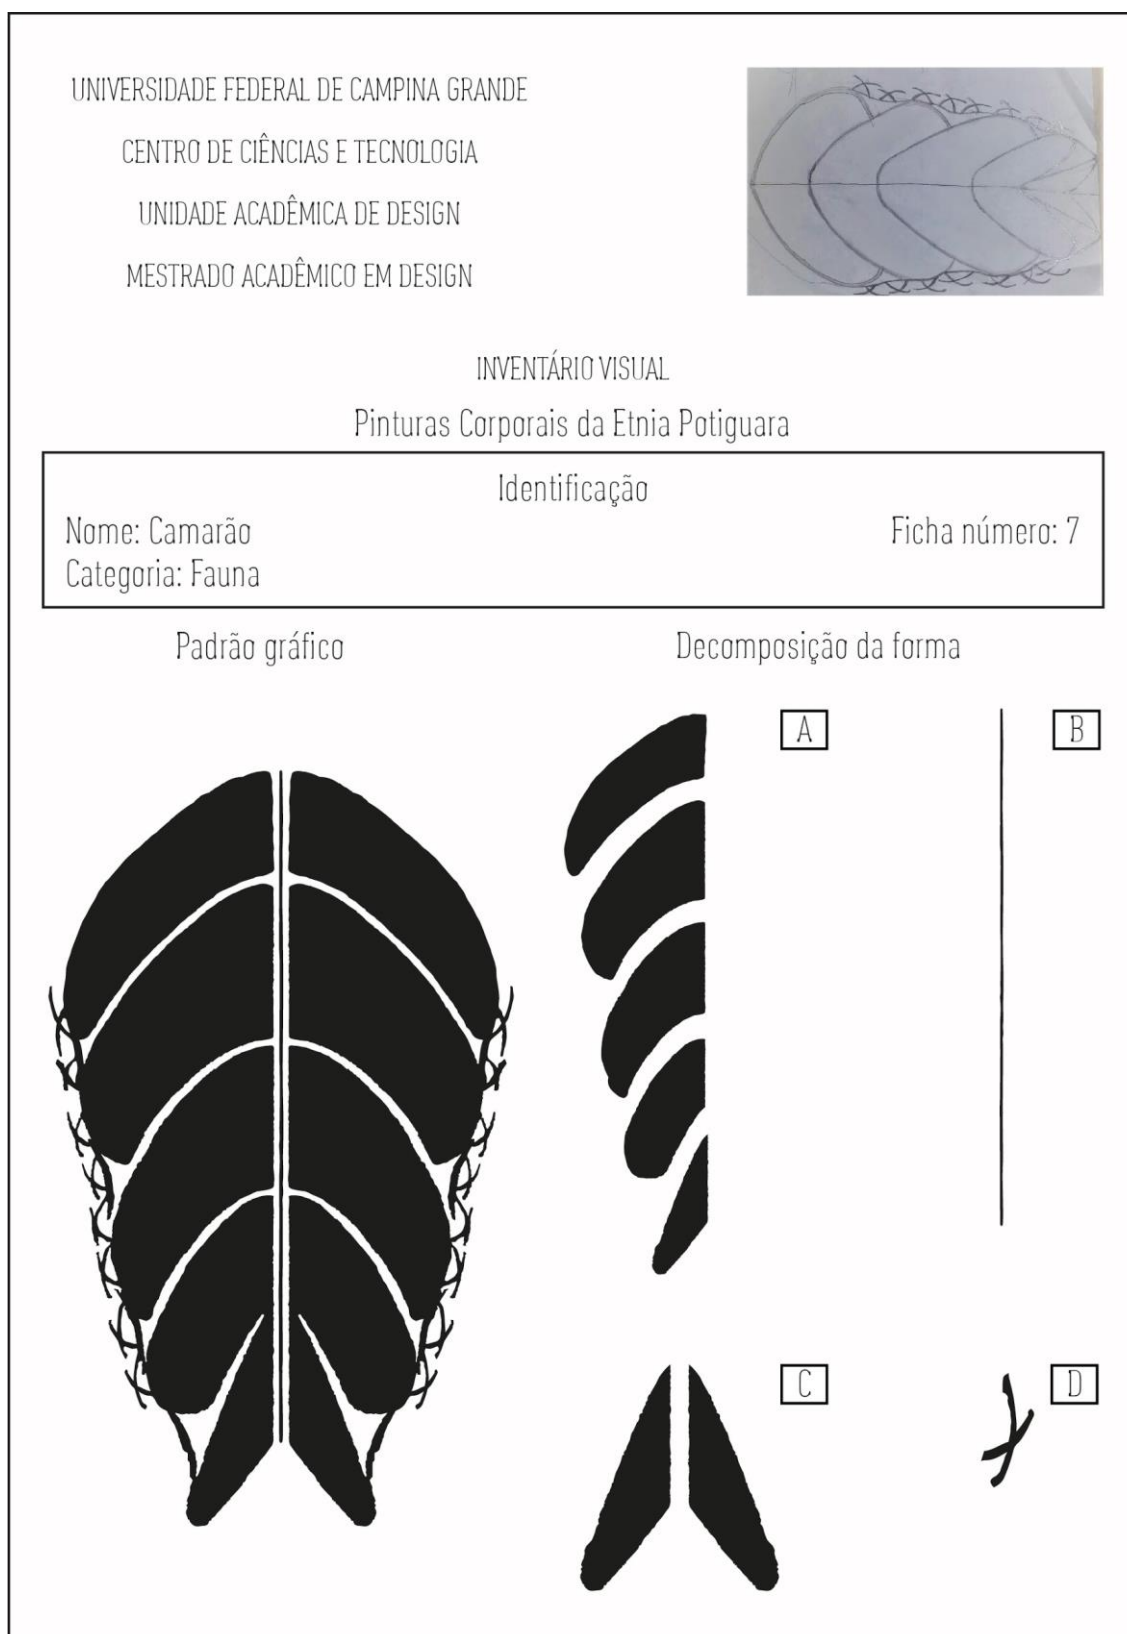 UNIVERSIDADE FEDERAL DE CAMPINA GRANDE
CENTRO DE CIÊNCIAS E TECNOLOGIA
UNIDADE ACADÊMICA DE DESIGN
MESTRADO ACADÊMICO EM DESIGN
INVENTÁRIO VISUAL
Pinturas Corporais da Etnia Potiguara
Identificação
Nome: Camarão
Ficha número: 7
Categoria: Fauna
Padrão gráfico
Decomposição da forma
A
B
C
D